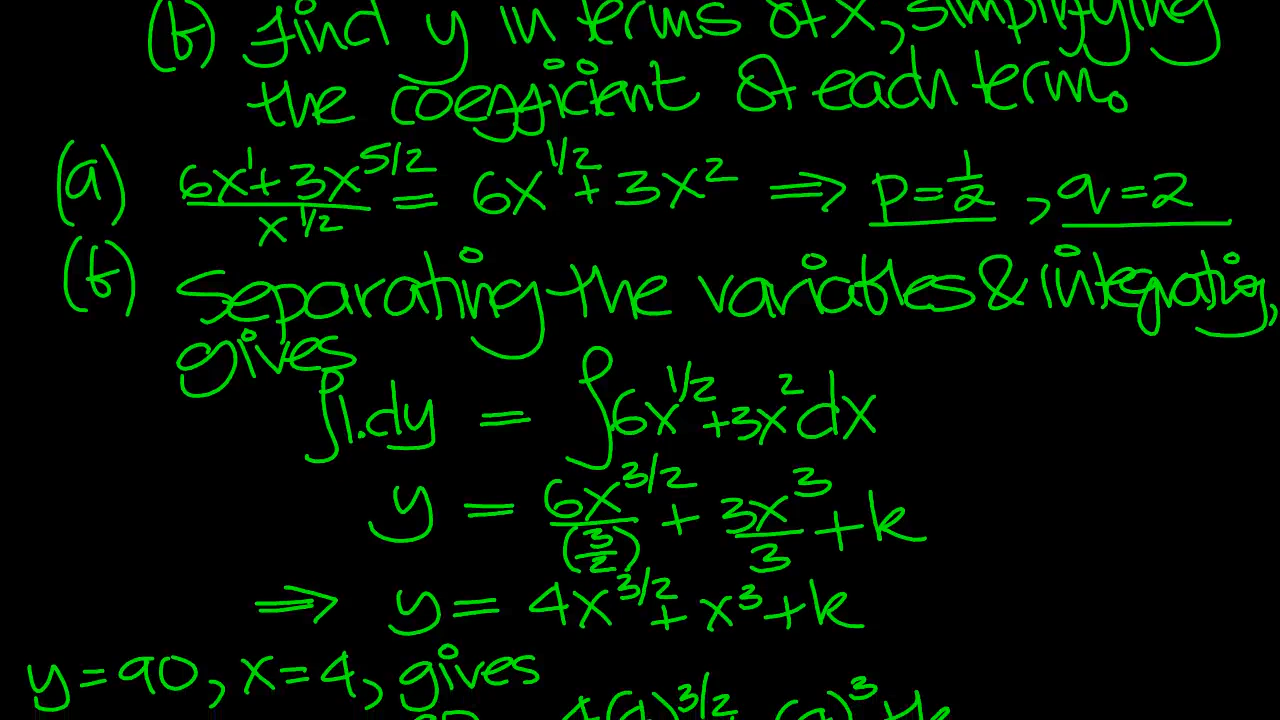 (b) find y in terms of x, simplifying
the coefficient of each term.
(a) (6x¹+3x^(5/2))/x^(1/2) = 6x^(1/2)+3x² ⇒ p=1/2, q=2
(b) Separating the variables & integrating,
gives
∫1.dy = ∫6x^(1/2)+3x²dx
y = 6x^(3/2)/(3/2) + 3x³/3 + k
⇒ y = 4x^(3/2)+x³+k
y=90, x=4, gives